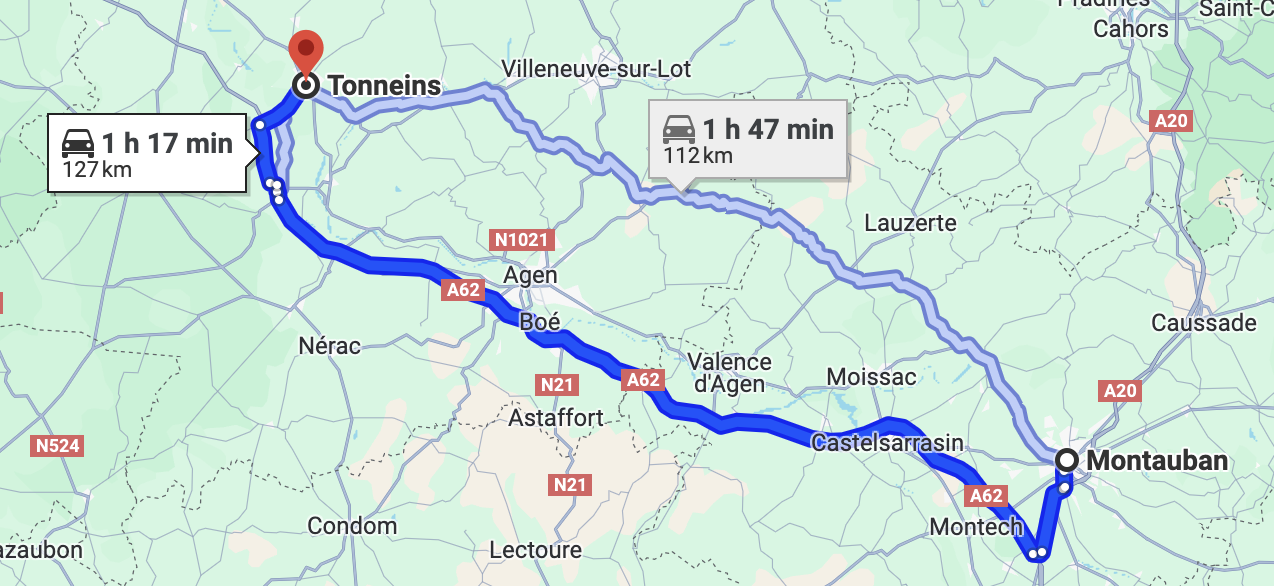 Pradines
Saint-C
Cahors
Villeneuve-sur-Lot
Tonneins
1 h 17 min
127 km
1 h 47 min
112 km
A20
Lauzerte
N1021
Agen
A62
Boé
Caussade
Nérac
Valence
d'Agen
Moissac
A62
N21
A20
Astaffort
N524
Castelsarrasin
Montauban
N21
A62
Condom
Montech
azaubon
Lectoure